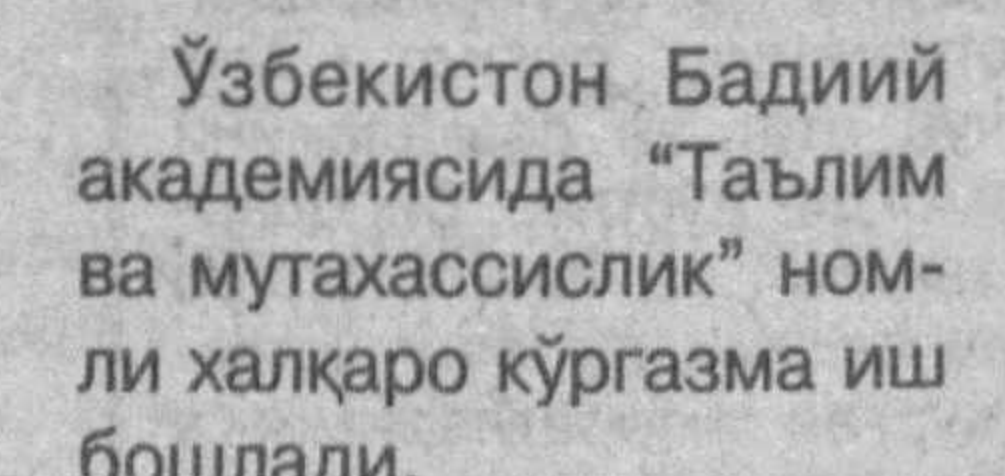 Ўзбекистон Бадиий
академиясида “Таълим
ва мутахассислик” ном-
ли халқаро кўргазма иш
бошлади.